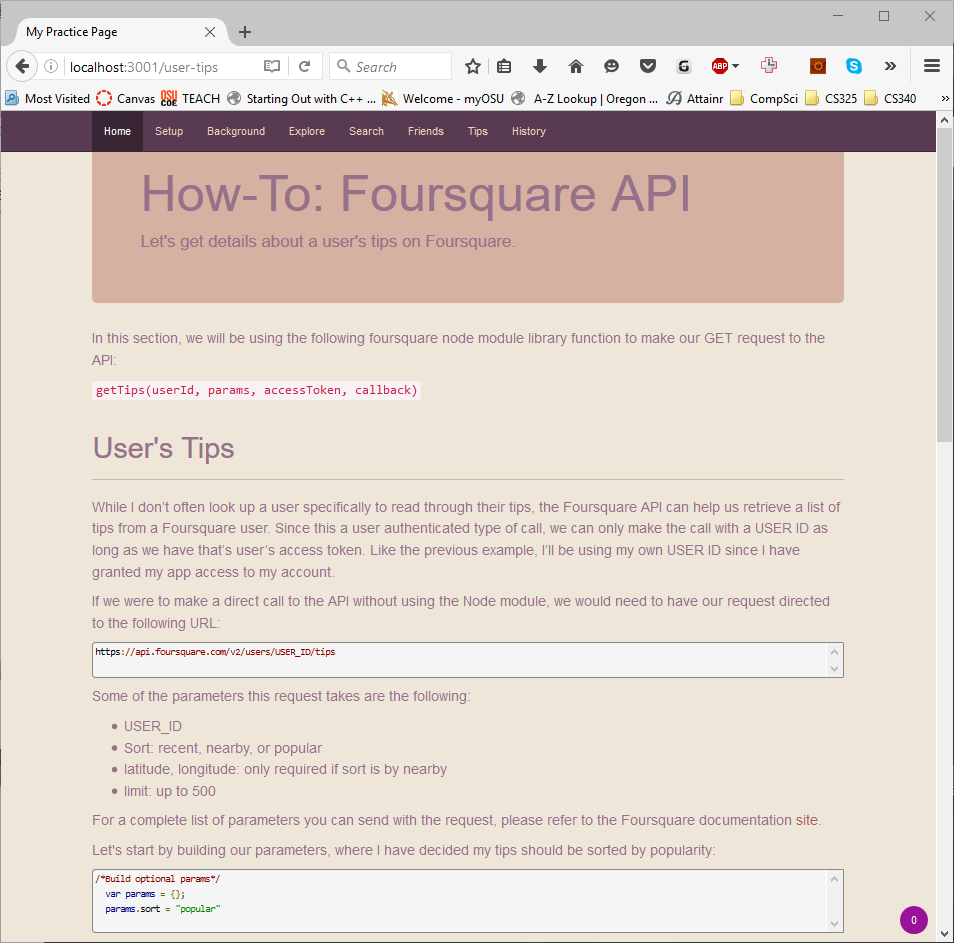 My Practice Page
localhost:3001/user-tips
Search
ABP
G
S
Most Visited Canvas OSU COE TEACH Starting Out with C++ ... Welcome - myOSU A-Z Lookup | Oregon ... Attainr CompSci CS325 CS340 »
Home Setup Background Explore Search Friends Tips History
How-To: Foursquare API
Let's get details about a user's tips on Foursquare.
In this section, we will be using the following foursquare node module library function to make our GET request to the
API:
getTips(userId, params, accessToken, callback)
User's Tips
While I don’t often look up a user specifically to read through their tips, the Foursquare API can help us retrieve a list of
tips from a Foursquare user. Since this a user authenticated type of call, we can only make the call with a USER ID as
long as we have that’s user’s access token. Like the previous example, I’ll be using my own USER ID since I have
granted my app access to my account.
If we were to make a direct call to the API without using the Node module, we would need to have our request directed
to the following URL:
https://api.foursquare.com/v2/users/USER_ID/tips
Some of the parameters this request takes are the following:
• USER_ID
• Sort: recent, nearby, or popular
• latitude, longitude: only required if sort is by nearby
• limit: up to 500
For a complete list of parameters you can send with the request, please refer to the Foursquare documentation site.
Let's start by building our parameters, where I have decided my tips should be sorted by popularity:
/*Build optional params*/
var params = {};
params.sort = "popular"
0